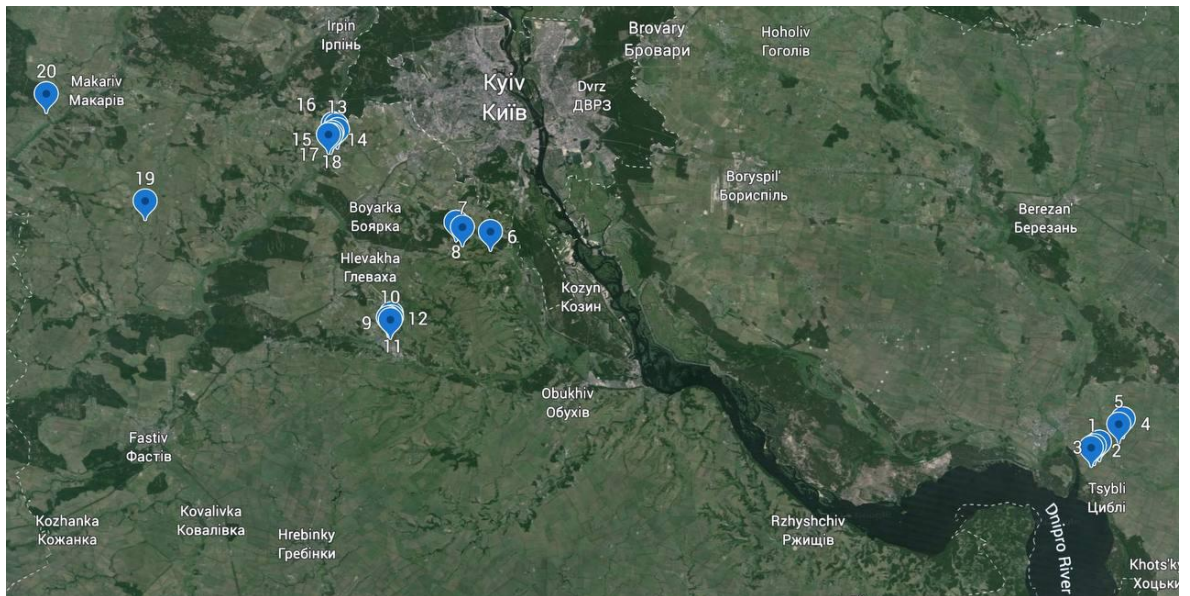 Irpin
Ірпінь
Brovary
Бровари
Hoholiv
Гоголів
20
Makariv
Макарів
Kyiv
Київ
Dvrz
ДВРЗ
16
13
15
14
17
18
19
Boryspil'
Бориспіль
Boyarka
Боярка
7
6
8
Berezan'
Березань
Hlevakha
Глеваха
Kozyn
Козин
10
9
12
11
Obukhiv
Обухів
5
1
4
3
2
Fastiv
Фастів
Tsybli
Циблі
Kozhanka
Кожанка
Kovalivka
Ковалівка
Hrebinky
Гребінки
Rzhyshchiv
Ржищів
Dnipro River
Khots'ky
Хоцьки